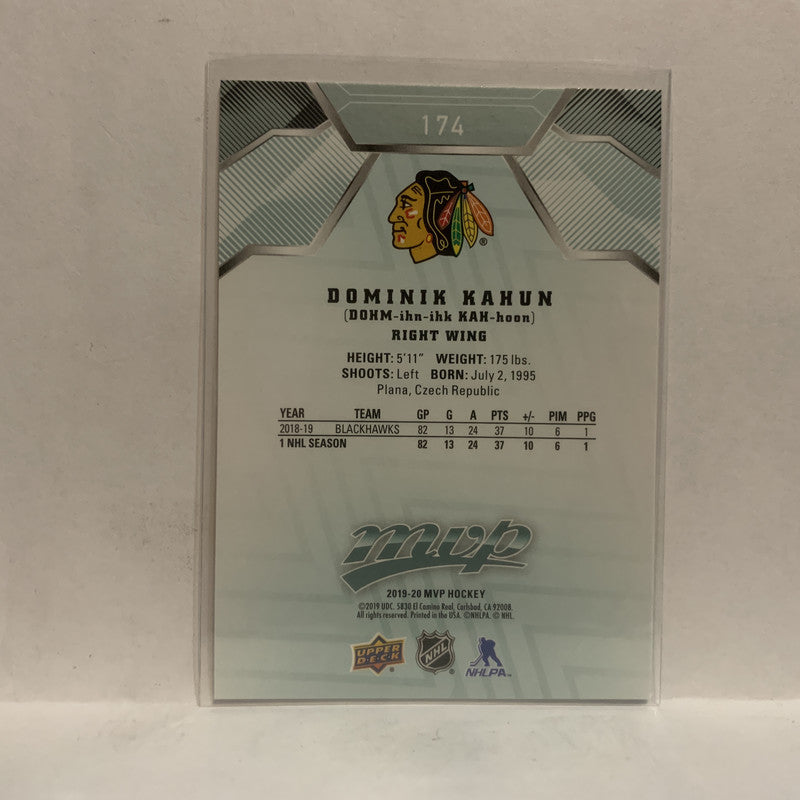 174
®
DOMINIK KAHUN
(DOHM-ihn-ihk KAH-hoon)
RIGHT WING
HEIGHT: 5'11" WEIGHT: 175 lbs.
SHOOTS: Left BORN: July 2, 1995
Plana, Czech Republic
YEAR TEAM GP G A PTS +/- PIM PPG
2018-19 BLACKHAWKS 82 13 24 37 10 6 1
1 NHL SEASON 82 13 24 37 10 6 1
mvp
2019-20 MVP HOCKEY
©2019 UDC. 5830 El Camino Real, Carlsbad, CA 92008.
All rights reserved. Printed in the USA. ©NHLPA. © NHL.
UPPER DECK® NHL® NHLPA™